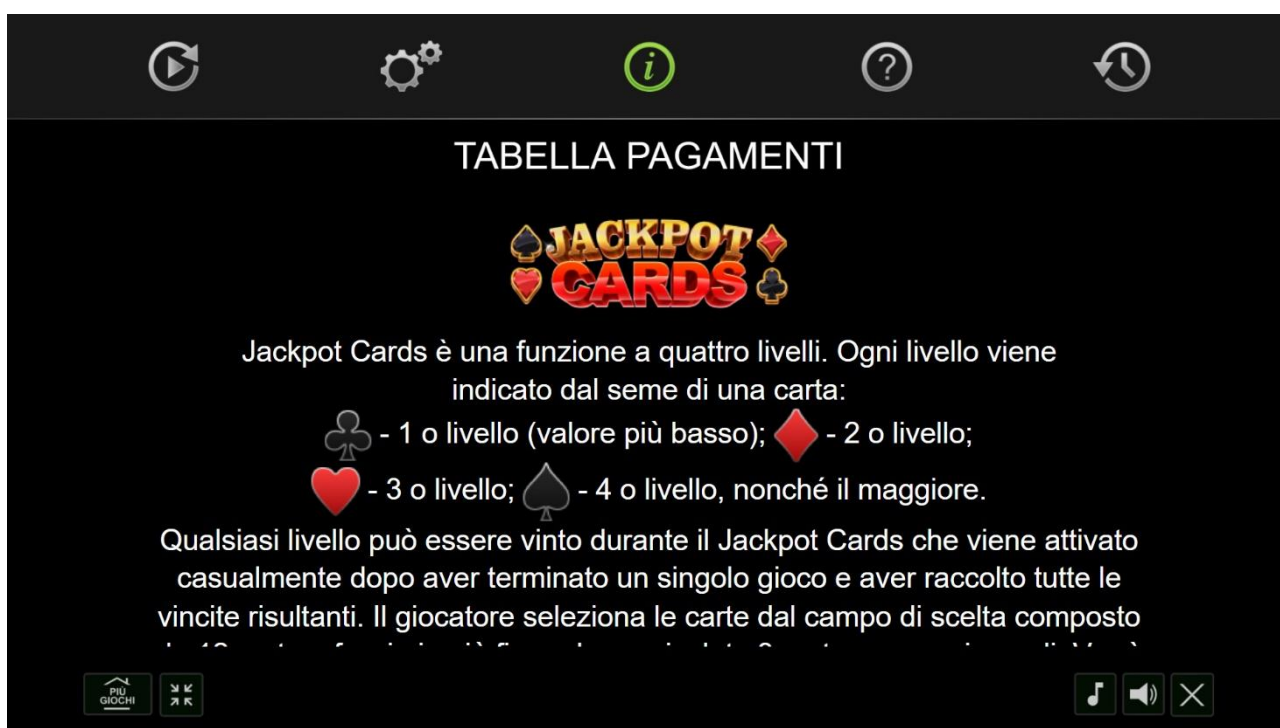 TABELLA PAGAMENTI
JACKPOT
CARDS
Jackpot Cards è una funzione a quattro livelli. Ogni livello viene
indicato dal seme di una carta:
- 1 o livello (valore più basso); - 2 o livello;
- 3 o livello; - 4 o livello, nonché il maggiore.
Qualsiasi livello può essere vinto durante il Jackpot Cards che viene attivato
casualmente dopo aver terminato un singolo gioco e aver raccolto tutte le
vincite risultanti. Il giocatore seleziona le carte dal campo di scelta composto
PIÙ
GIOCHI